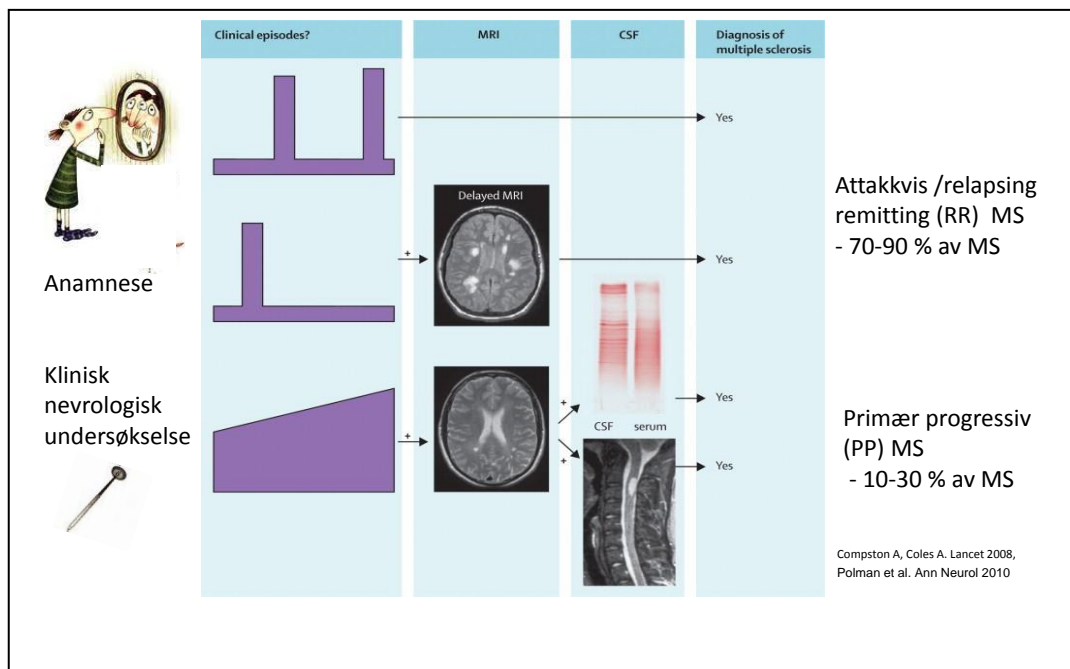 Clinical episodes?
MRI
CSF
Diagnosis of
multiple sclerosis
Yes
Delayed MRI
+
Yes
Anamnese
Attakkvis /relapsing
remitting (RR) MS
- 70-90 % av MS
Klinisk
nevrologisk
undersøkselse
+
+
+
CSF
serum
Yes
Yes
Primær progressiv
(PP) MS
- 10-30 % av MS
Compston A, Coles A. Lancet 2008,
Polman et al. Ann Neurol 2010